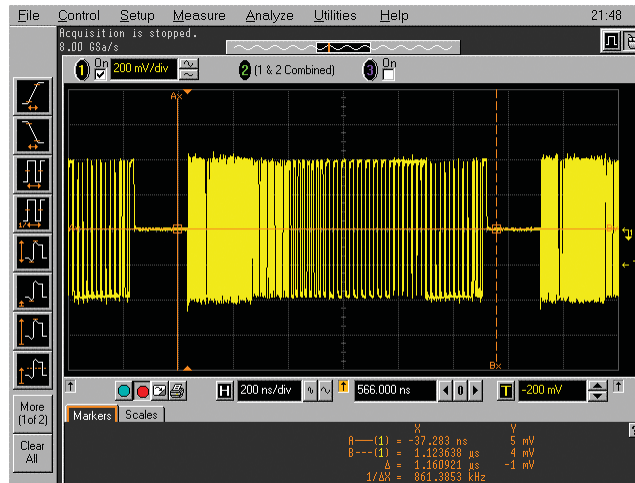 File Control Setup Measure Analyze Utilities Help 21:48
Acquisition is stopped.
8.00 GSa/s
1 On 200 mV/div 2 (1 & 2 Combined) 3 On
Ax
A
B
Bx
H 200 ns/div 566.000 ns 0 T -200 mV
More
(1 of 2)
Clear
All
Markers Scales
X Y
A---(1) = -37.283 ns 5 mV
B---(1) = 1.123638 µs 4 mV
Δ = 1.160921 µs -1 mV
1/ΔX = 861.3853 kHz